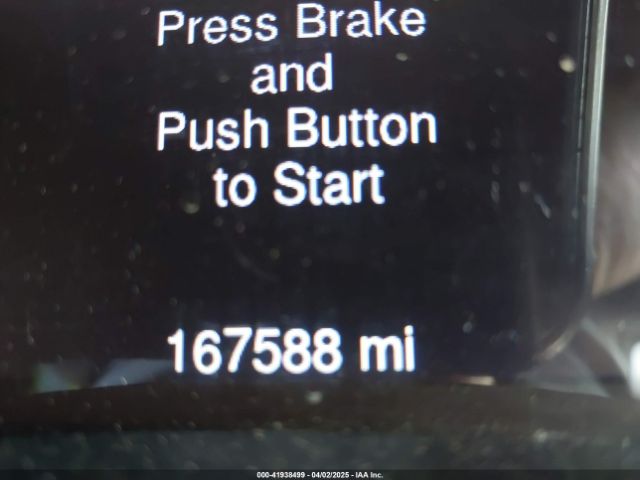 Press Brake
and
Push Button
to Start
167588 mi
000-41938499 - 04/02/2025 - IAA Inc.